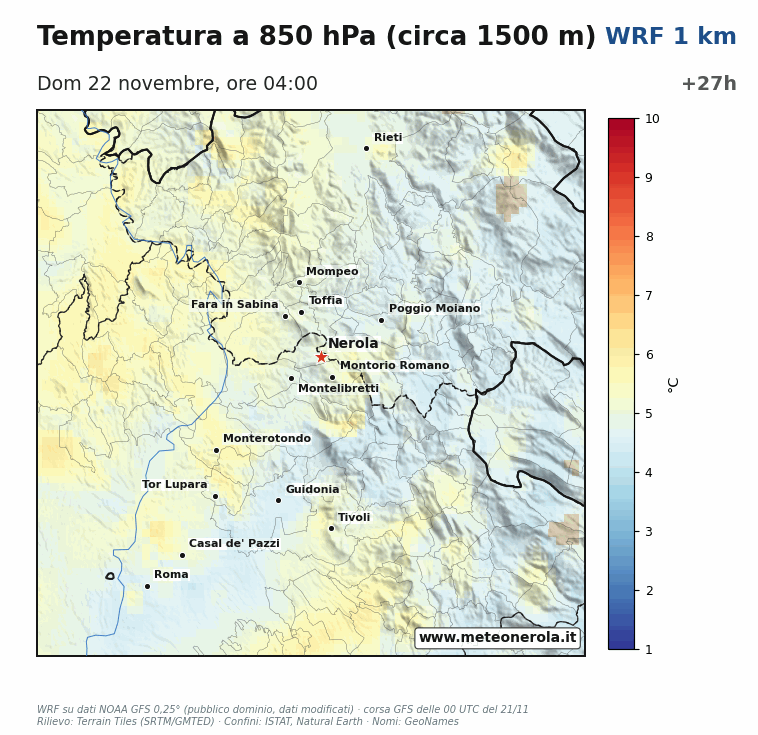 Temperatura a 850 hPa (circa 1500 m) WRF 1 km
Dom 22 novembre, ore 04:00 +27h
Rieti
Mompeo
Fara in Sabina
Toffia
Poggio Moiano
Nerola
Montorio Romano
Montelibretti
Monterotondo
Tor Lupara
Guidonia
Tivoli
Casal de' Pazzi
Roma
www.meteonerola.it
10
9
8
7
6
5
4
3
2
1
°C
WRF su dati NOAA GFS 0,25° (pubblico dominio, dati modificati) · corsa GFS delle 00 UTC del 21/11
Rilievo: Terrain Tiles (SRTM/GMTED) · Confini: ISTAT, Natural Earth · Nomi: GeoNames